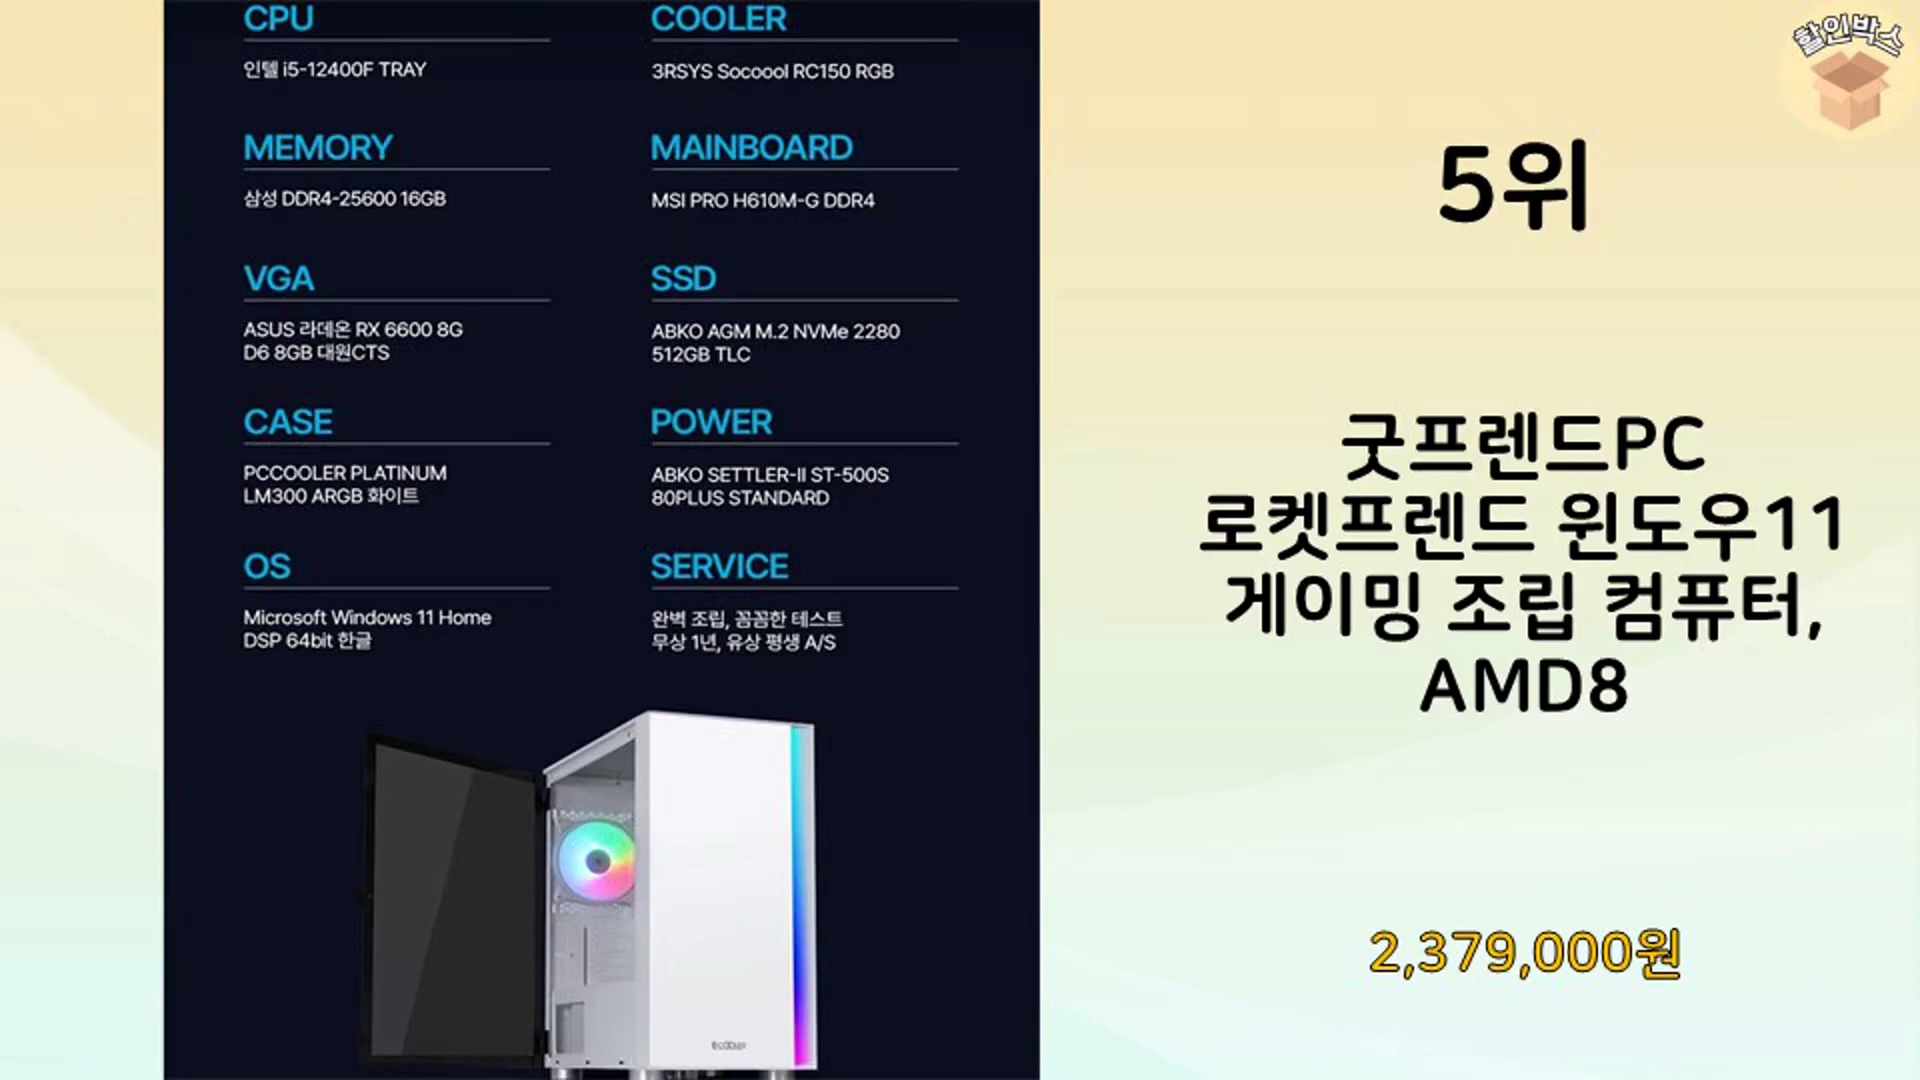 CPU
인텔 i5-12400F TRAY
COOLER
3RSYS Socoool RC150 RGB
MEMORY
삼성 DDR4-25600 16GB
MAINBOARD
MSI PRO H610M-G DDR4
VGA
ASUS 라데온 RX 6600 8G
D6 8GB 대원CTS
SSD
ABKO AGM M.2 NVMe 2280
512GB TLC
CASE
PCCOOLER PLATINUM
LM300 ARGB 화이트
POWER
ABKO SETTLER-II ST-500S
80PLUS STANDARD
OS
Microsoft Windows 11 Home
DSP 64bit 한글
SERVICE
완벽 조립, 꼼꼼한 테스트
무상 1년, 유상 평생 A/S
할인박스
5위
굿프렌드PC
로켓프렌드 윈도우11
게이밍 조립 컴퓨터,
AMD8
2,379,000원